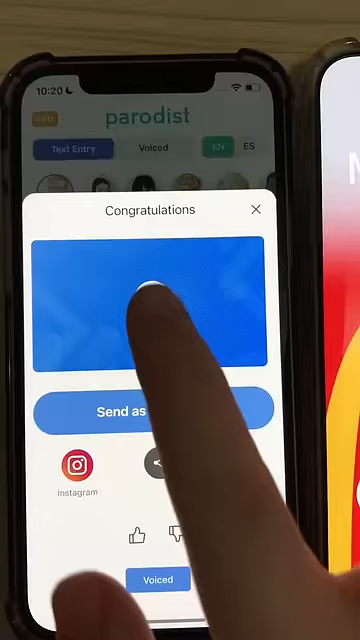 10:20
parodist
Text Entry
Voiced
EN
ES
Congratulations
Send as
Instagram
Voiced